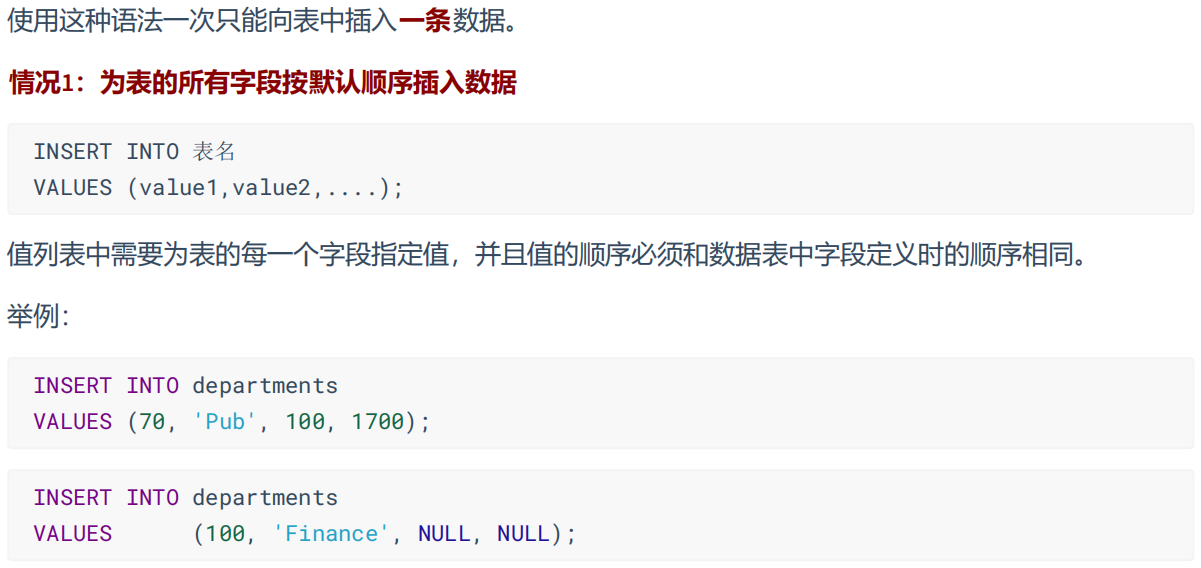 使用这种语法一次只能向表中插入一条数据。
情况1：为表的所有字段按默认顺序插入数据
INSERT INTO 表名
VALUES (value1,value2,....);
值列表中需要为表的每一个字段指定值，并且值的顺序必须和数据表中字段定义时的顺序相同。
举例：
INSERT INTO departments
VALUES (70, 'Pub', 100, 1700);
INSERT INTO departments
VALUES      (100, 'Finance', NULL, NULL);